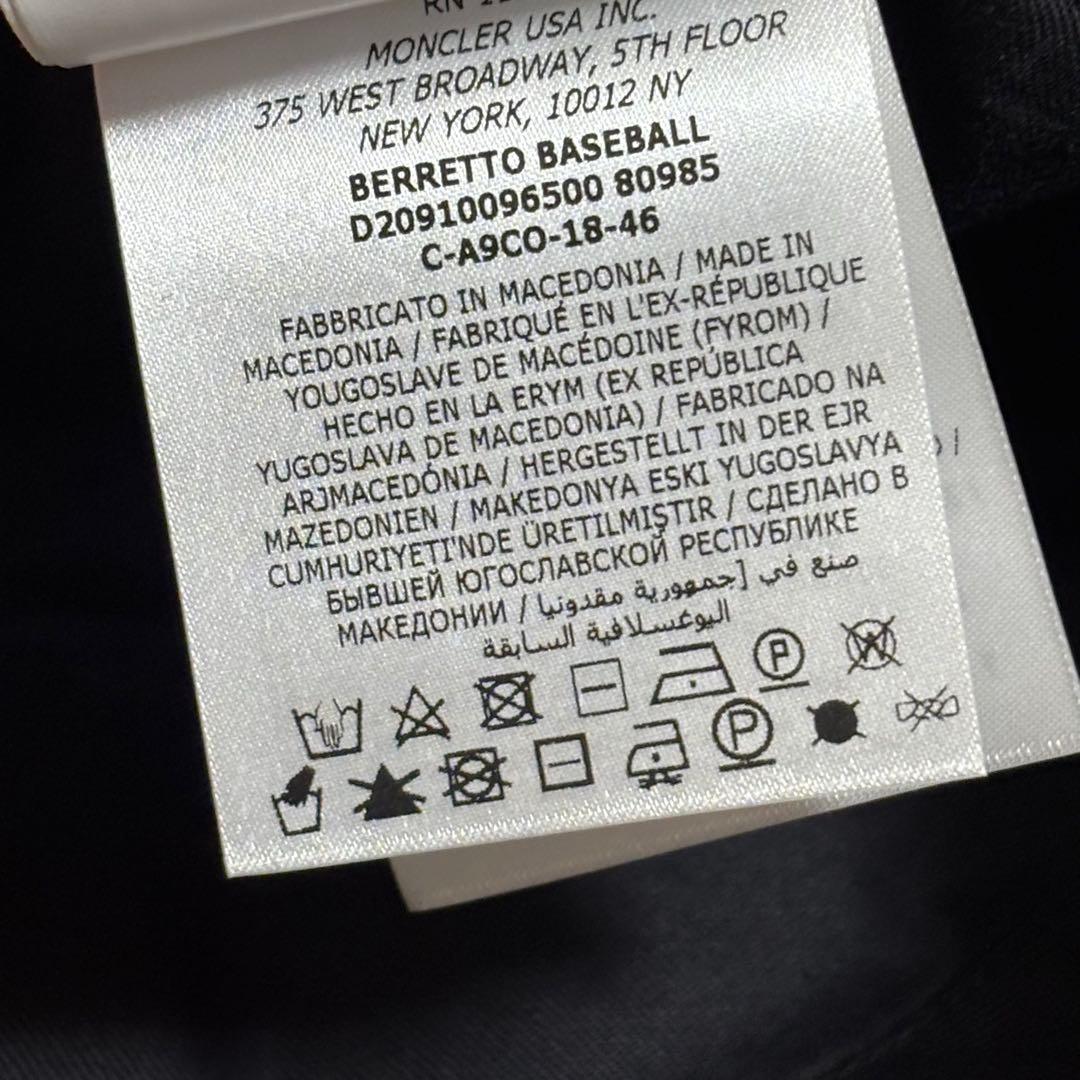 RN
MONCLER USA INC.
375 WEST BROADWAY, 5TH FLOOR
NEW YORK, 10012 NY
BERRETTO BASEBALL
D20910096500 80985
C-A9CO-18-46
FABBRICATO IN MACEDONIA / MADE IN
MACEDONIA / FABRIQUÉ EN L'EX-RÉPUBLIQUE
YOUGOSLAVE DE MACÉDOINE (FYROM) /
HECHO EN LA ERYM (EX REPÚBLICA
YUGOSLAVA DE MACEDONIA) / FABRICADO NA
ARJMACEDÓNIA / HERGESTELLT IN DER EJR
MAZEDONIEN / MAKEDONYA ESKI YUGOSLAVYA
CUMHURIYETI'NDE ÜRETILMIŞTIR / СДЕЛАНО В
БЫВШЕЙ ЮГОСЛАВСКОЙ РЕСПУБЛИКЕ
МАКЕДОНИИ / صنع في [جمهورية مقدونيا
اليوغسلافية السابقة
P W
P